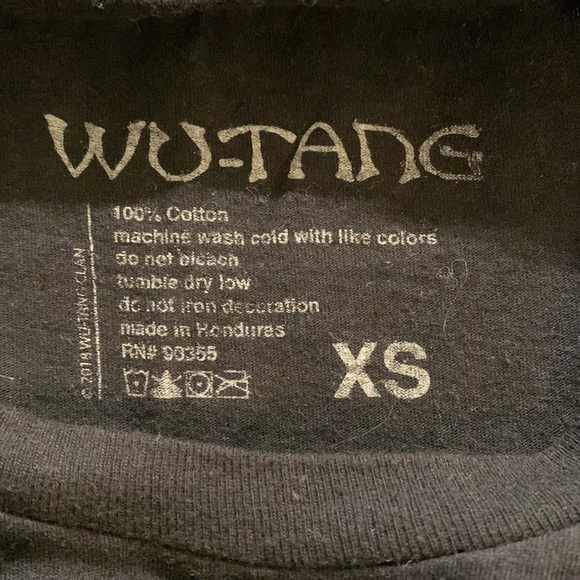 WU-TANG
100% Cotton
machine wash cold with like colors
do not bleach
tumble dry low
do not iron decoration
made in Honduras
RN# 90355
XS
© 2018 WU-TANG CLAN